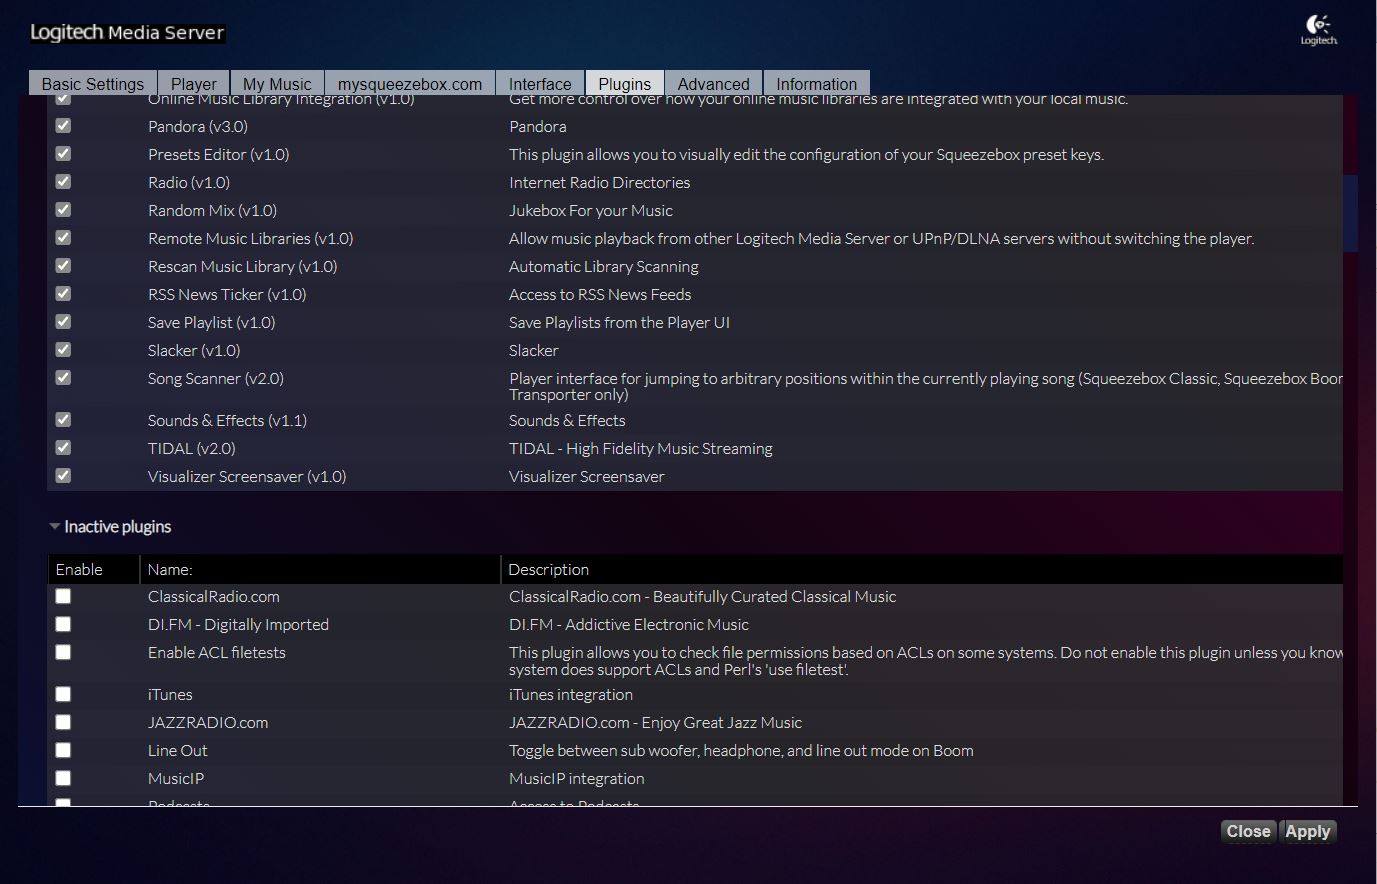 Logitech Media Server
Logitech
Basic Settings Player My Music mysqueezebox.com Interface Plugins Advanced Information
Online Music Library Integration (v1.0) Get more control over how your online music libraries are integrated with your local music.
Pandora (v3.0) Pandora
Presets Editor (v1.0) This plugin allows you to visually edit the configuration of your Squeezebox preset keys.
Radio (v1.0) Internet Radio Directories
Random Mix (v1.0) Jukebox For your Music
Remote Music Libraries (v1.0) Allow music playback from other Logitech Media Server or UPnP/DLNA servers without switching the player.
Rescan Music Library (v1.0) Automatic Library Scanning
RSS News Ticker (v1.0) Access to RSS News Feeds
Save Playlist (v1.0) Save Playlists from the Player UI
Slacker (v1.0) Slacker
Song Scanner (v2.0) Player interface for jumping to arbitrary positions within the currently playing song (Squeezebox Classic, Squeezebox Boom
Transporter only)
Sounds & Effects (v1.1) Sounds & Effects
TIDAL (v2.0) TIDAL - High Fidelity Music Streaming
Visualizer Screensaver (v1.0) Visualizer Screensaver
Inactive plugins
Enable Name: Description
ClassicalRadio.com ClassicalRadio.com - Beautifully Curated Classical Music
DI.FM - Digitally Imported DI.FM - Addictive Electronic Music
Enable ACL filetests This plugin allows you to check file permissions based on ACLs on some systems. Do not enable this plugin unless you know
system does support ACLs and Perl's 'use filetest'.
iTunes iTunes integration
JAZZRADIO.com JAZZRADIO.com - Enjoy Great Jazz Music
Line Out Toggle between sub woofer, headphone, and line out mode on Boom
MusicIP MusicIP integration
Podcasts Access to Podcasts
Close Apply